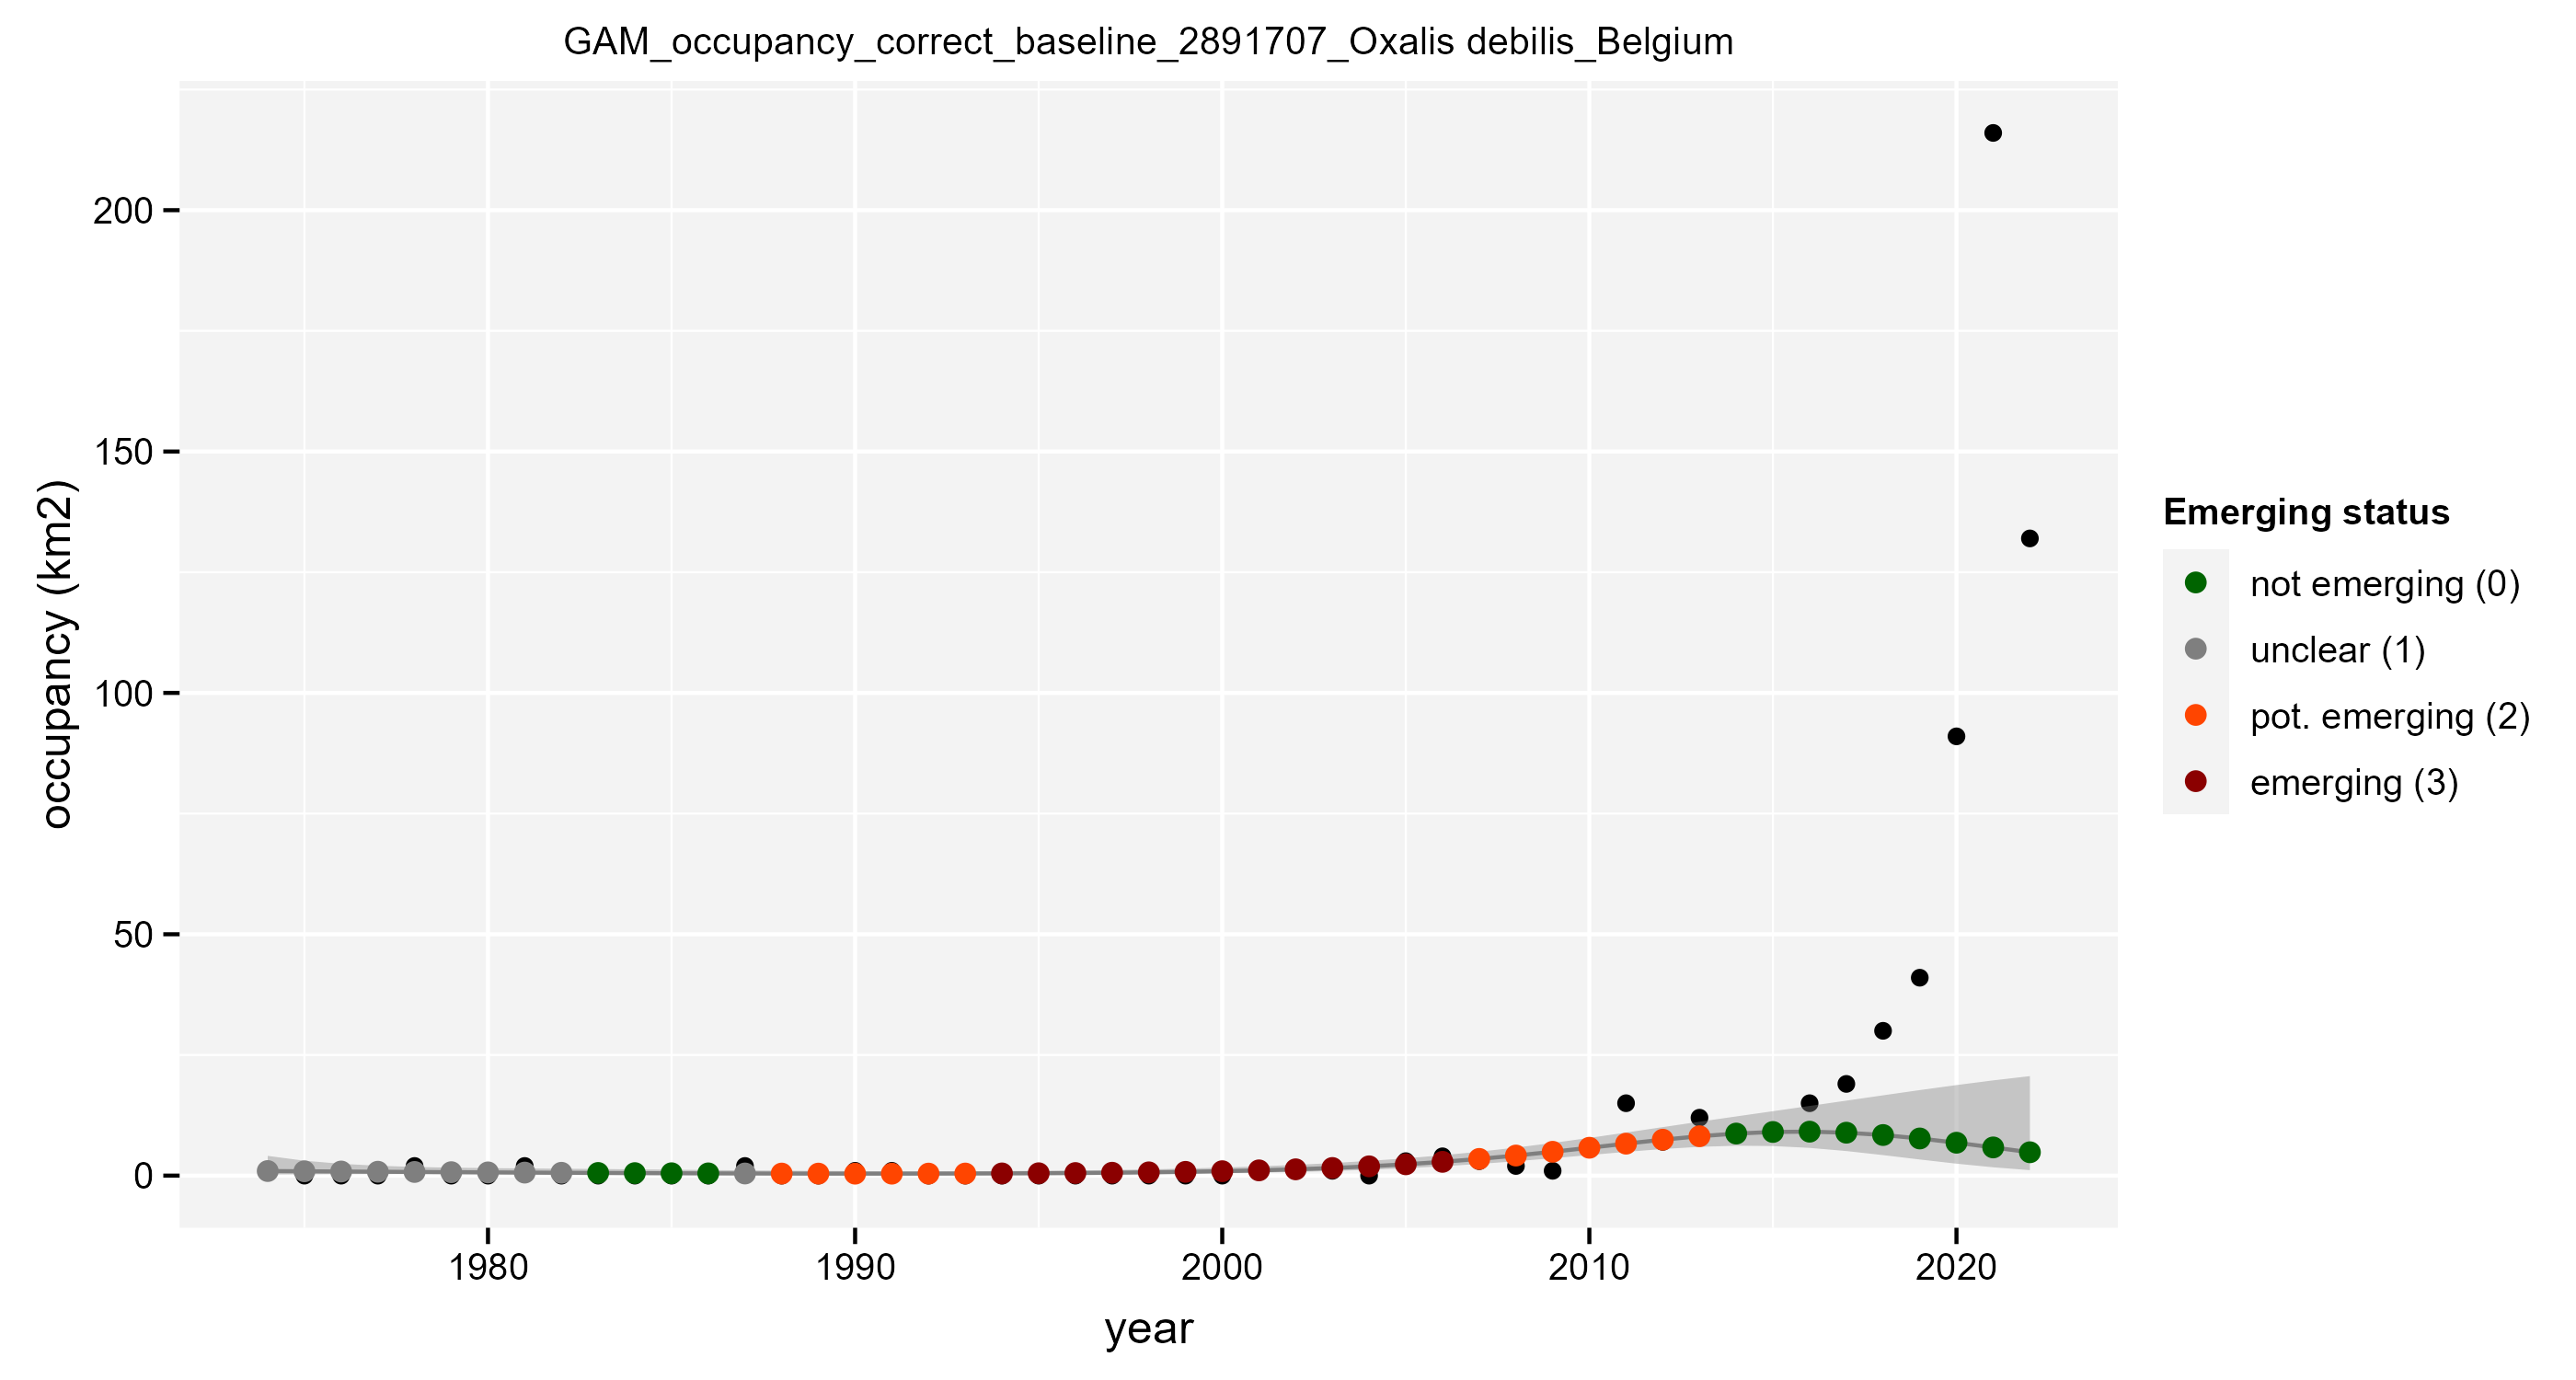 GAM_occupancy_correct_baseline_2891707_Oxalis debilis_Belgium
200
150
100
50
0
occupancy (km2)
1980
1990
2000
2010
2020
year
Emerging status
not emerging (0)
unclear (1)
pot. emerging (2)
emerging (3)